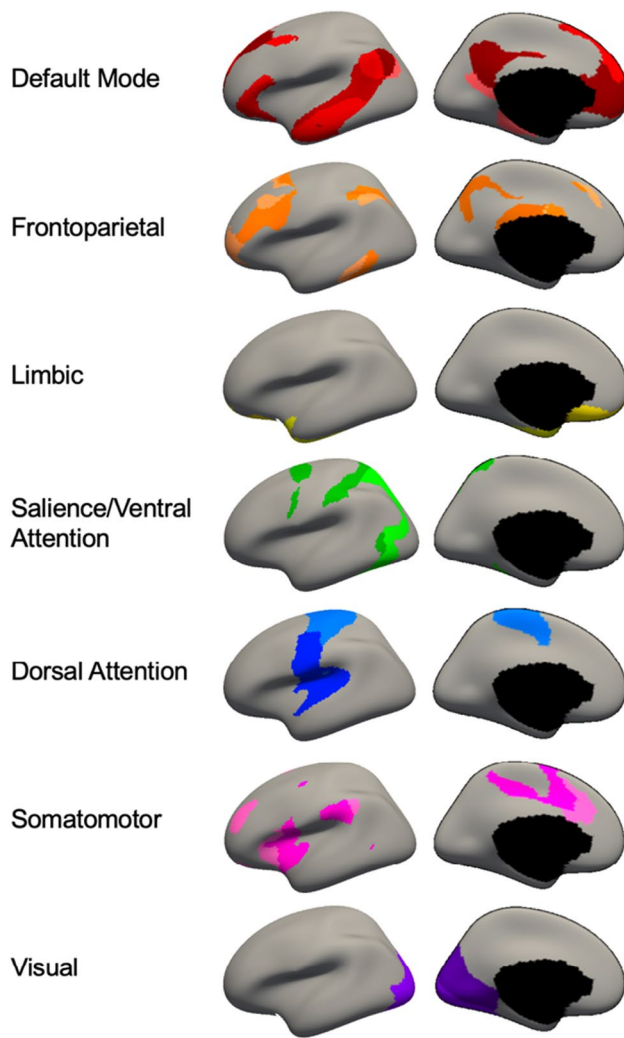 Default Mode
Frontoparietal
Limbic
Salience/Ventral
Attention
Dorsal Attention
Somatomotor
Visual